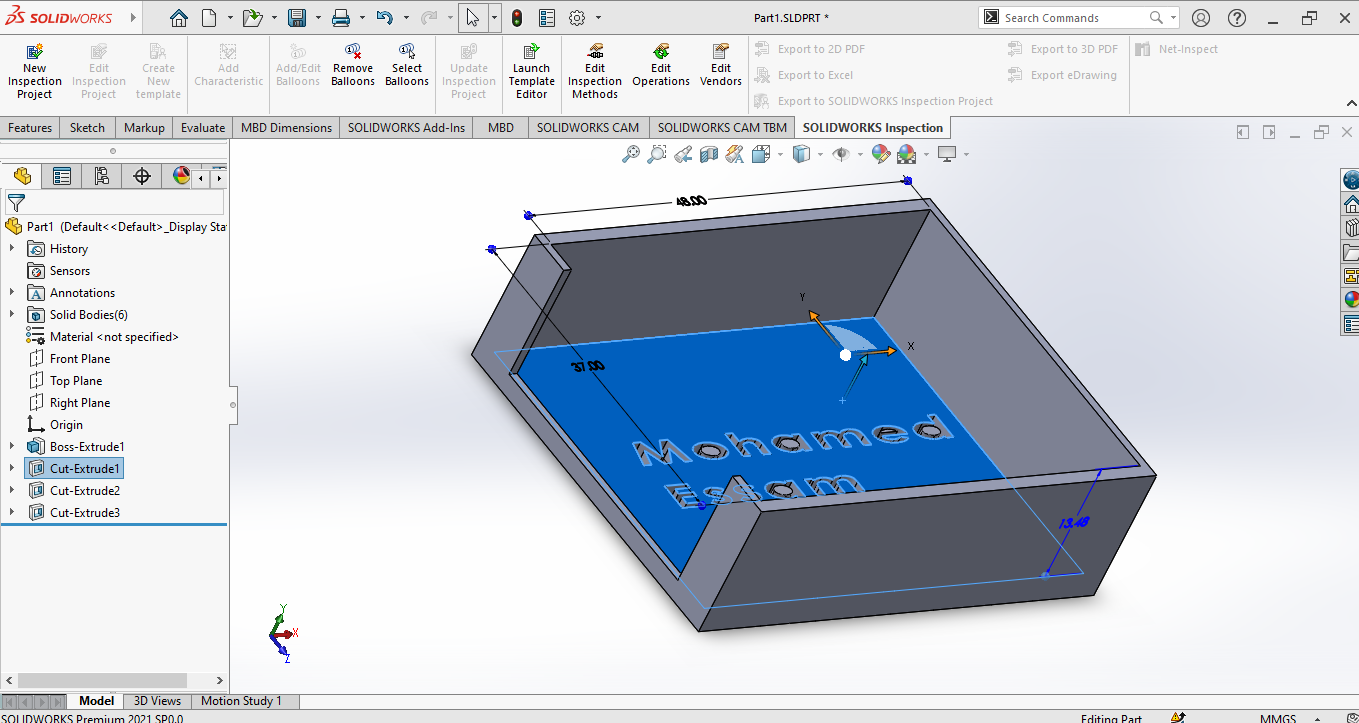 SOLIDWORKS
Part1.SLDPRT *
Search Commands
New Inspection Project
Edit Inspection Project
Create New template
Add Characteristic
Add/Edit Balloons
Remove Balloons
Select Balloons
Update Inspection Project
Launch Template Editor
Edit Inspection Methods
Edit Operations
Edit Vendors
Export to 2D PDF
Export to Excel
Export to SOLIDWORKS Inspection Project
Export to 3D PDF
Export eDrawing
Net-Inspect
Features
Sketch
Markup
Evaluate
MBD Dimensions
SOLIDWORKS Add-Ins
MBD
SOLIDWORKS CAM
SOLIDWORKS CAM TBM
SOLIDWORKS Inspection
Part1 (Default<<Default>_Display Sta
History
Sensors
Annotations
Solid Bodies(6)
Material <not specified>
Front Plane
Top Plane
Right Plane
Origin
Boss-Extrude1
Cut-Extrude1
Cut-Extrude2
Cut-Extrude3
48.00
Y
X
37.00
Mohamed
Essam
13.48
Y
X
Z
Model
3D Views
Motion Study 1
SOLIDWORKS Premium 2021 SP0.0
Editing Part
MMGS